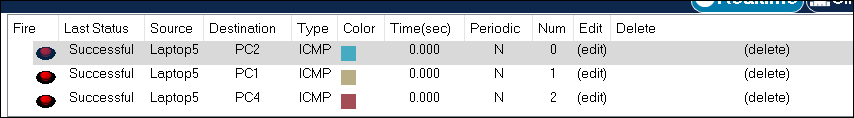 Realtime
Fire Last Status Source Destination Type Color Time(sec) Periodic Num Edit Delete
Successful Laptop5 PC2 ICMP 0.000 N 0 (edit) (delete)
Successful Laptop5 PC1 ICMP 0.000 N 1 (edit) (delete)
Successful Laptop5 PC4 ICMP 0.000 N 2 (edit) (delete)